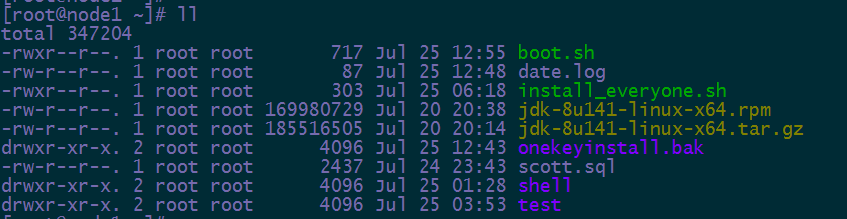 [root@node1 ~]# ll
total 347204
-rwxr--r--. 1 root root       717 Jul 25 12:55 boot.sh
-rw-r--r--. 1 root root        87 Jul 25 12:48 date.log
-rwxr--r--. 1 root root       303 Jul 25 06:18 install_everyone.sh
-rw-r--r--. 1 root root 169980729 Jul 20 20:38 jdk-8u141-linux-x64.rpm
-rw-r--r--. 1 root root 185516505 Jul 20 20:14 jdk-8u141-linux-x64.tar.gz
drwxr-xr-x. 2 root root      4096 Jul 25 12:43 onekeyinstall.bak
-rw-r--r--. 1 root root      2437 Jul 24 23:43 scott.sql
drwxr-xr-x. 2 root root      4096 Jul 25 01:28 shell
drwxr-xr-x. 2 root root      4096 Jul 25 03:53 test